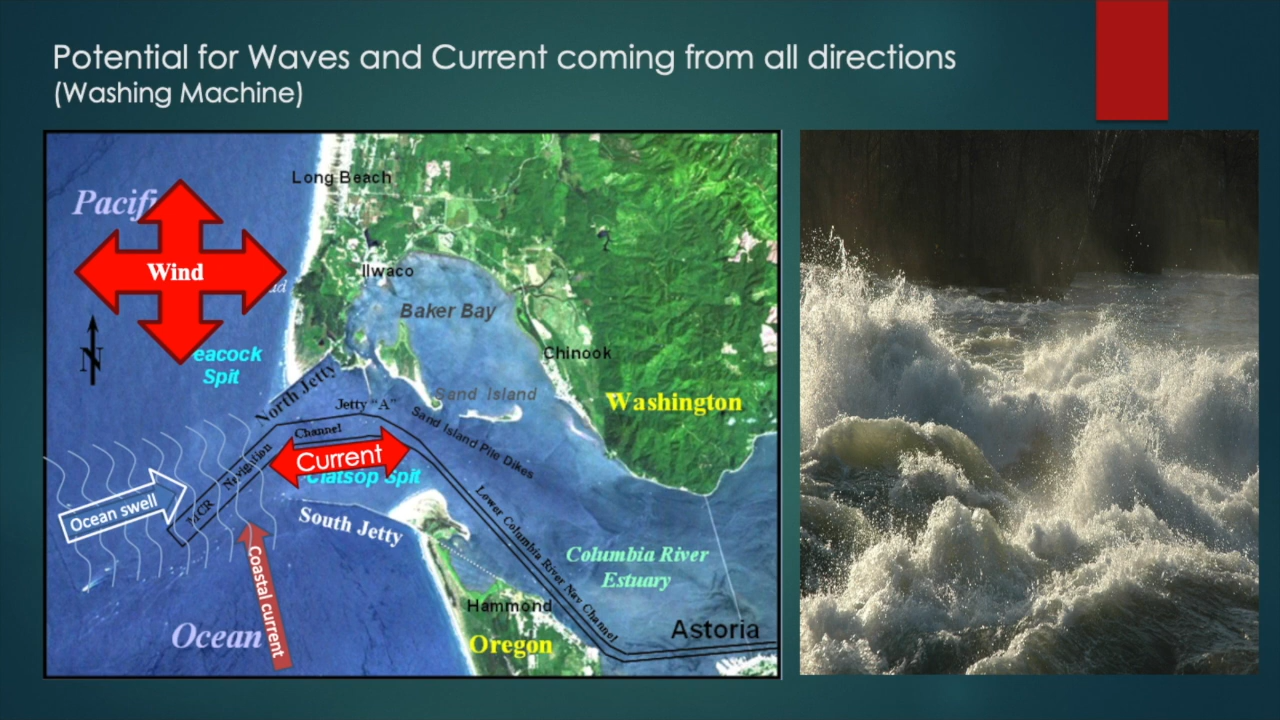 Potential for Waves and Current coming from all directions
(Washing Machine)
Long Beach
Pacifi
Wind
ad
Ilwaco
Baker Bay
N
eacock
Spit
Chinook
North Jetty
Sand Island
Washington
Jetty “A”
Sand Island Pile Dikes
Channel
Navigation
MCR
Current
Clatsop Spit
Ocean swell
South Jetty
Lower Columbia River Nav Channel
Coastal current
Columbia River
Estuary
Hammond
Astoria
Ocean
Oregon